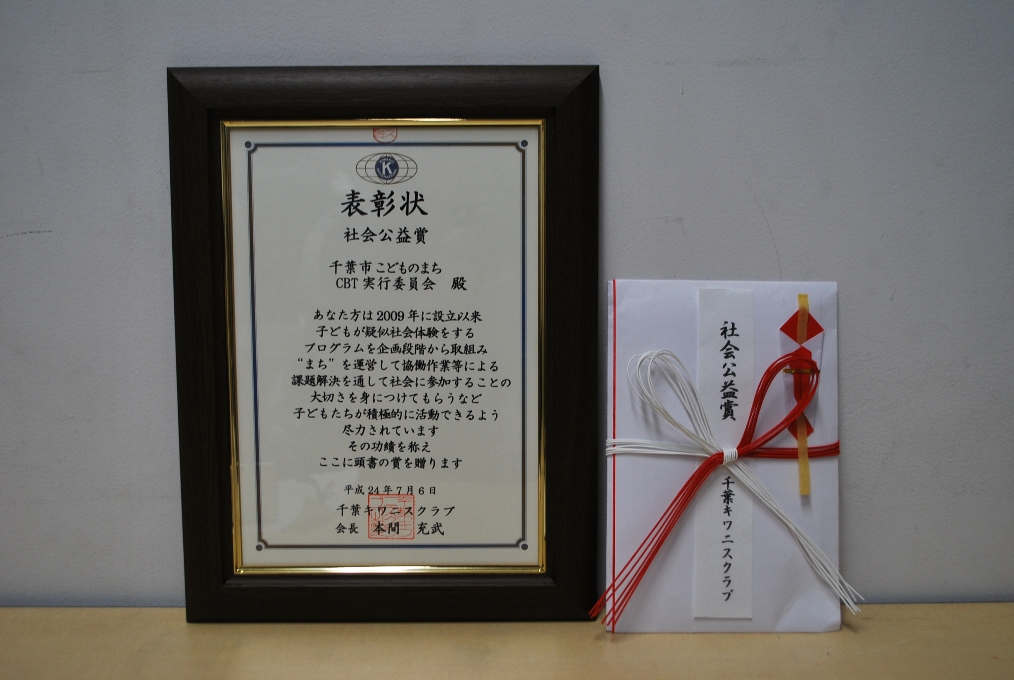 K
表彰状
社会公益賞
千葉市こどものまち
CBT 実行委員会 殿
あなた方は2009年に設立以来
子どもが疑似社会体験をする
プログラムを企画段階から取組み
“まち”を運営して協働作業等による
課題解決を通して社会に参加することの
大切さを身につけてもらうなど
子どもたちが積極的に活動できるよう
尽力されています
その功績を称え
ここに頭書の賞を贈ります
平成24年7月6日
千葉キワニスクラブ
会長 本間 充武
社会公益賞
千葉キワニスクラブ